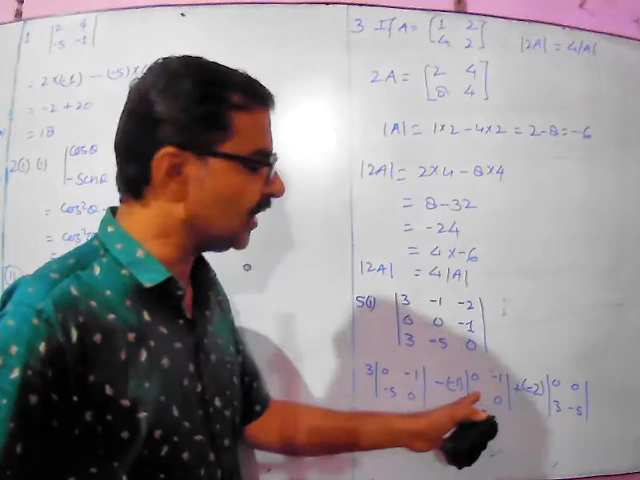 1 | 2 4 |
| -5 -1 |
= 2×(-1) - (-5)×
= -2 + 20
= 18
2(i) (i) | cosθ
| -sinθ
= cos²θ
= cos²θ
=
(ii)
3 If A = [ 1 2 ] |2A| = 4|A|
[ 4 2 ]
2A = [ 2 4 ]
[ 8 4 ]
|A| = 1×2 - 4×2 = 2-8 = -6
|2A| = 2×4 - 8×4
= 8-32
= -24
= 4×-6
|2A| = 4|A|
5(i) | 3 -1 -2 |
| 0 0 -1 |
| 3 -5 0 |
3 | 0 -1 | -(-1) | 0 -1 | +(-2) | 0 0 |
| -5 0 | 0 | | 3 -5 |